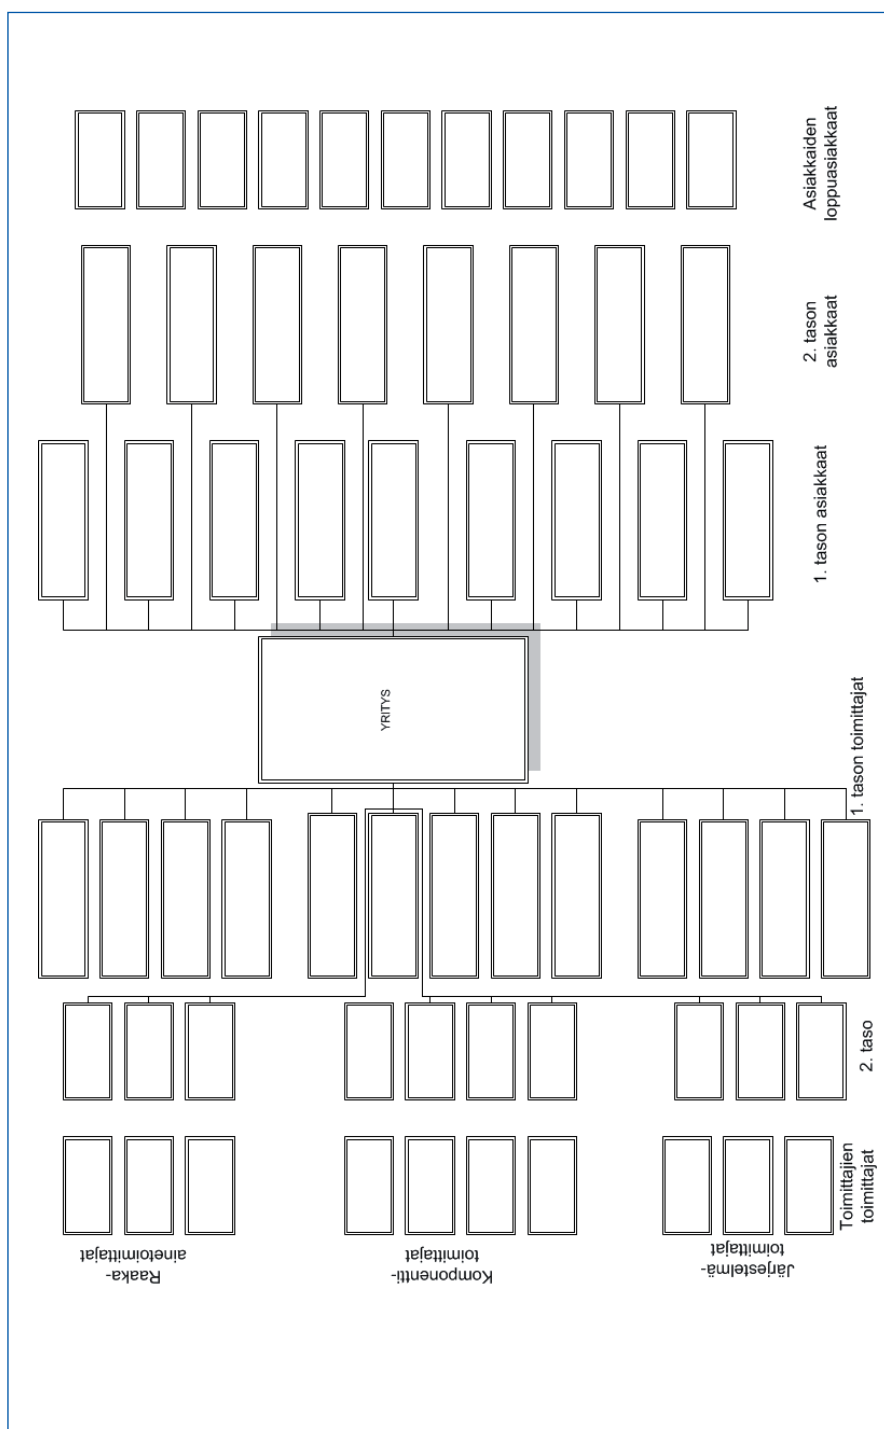 Asiakkaiden
loppuasiakkaat
2. tason
asiakkaat
1. tason asiakkaat
YRITYS
1. tason toimittajat
2. taso
Toimittajien
toimittajat
Raaka-
ainetoimittajat
Komponentti-
toimittajat
Järjestelmä-
toimittajat